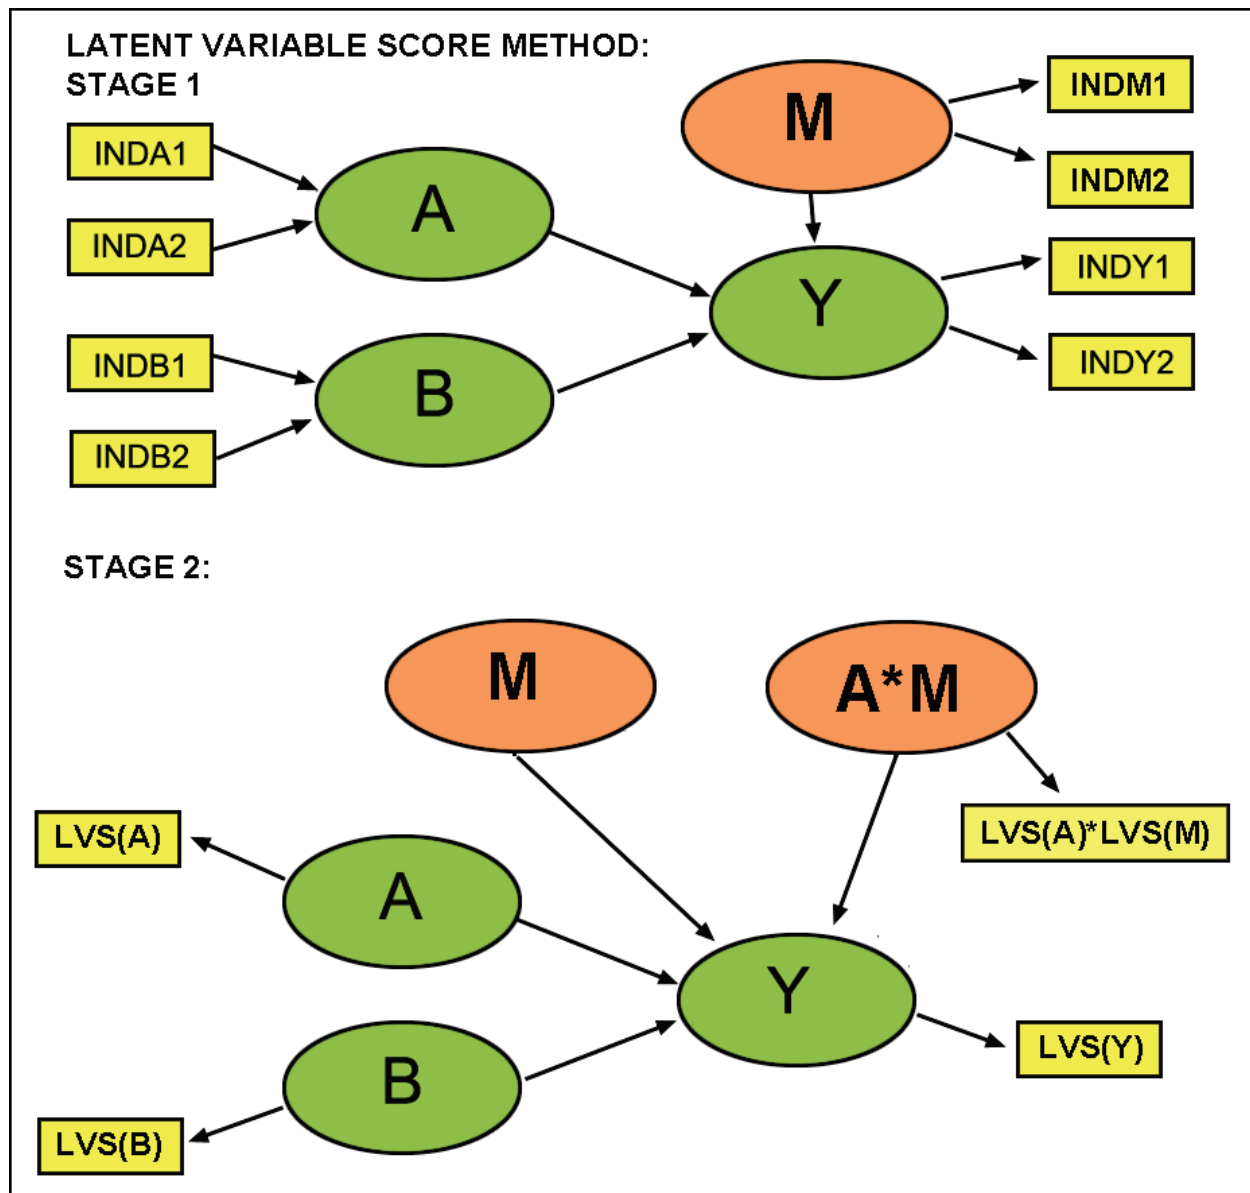 LATENT VARIABLE SCORE METHOD:
STAGE 1
M
INDM1
INDM2
INDA1
INDA2
A
INDY1
Y
INDY2
INDB1
INDB2
B
STAGE 2:
M
A*M
LVS(A)
A
LVS(A)*LVS(M)
Y
LVS(Y)
B
LVS(B)